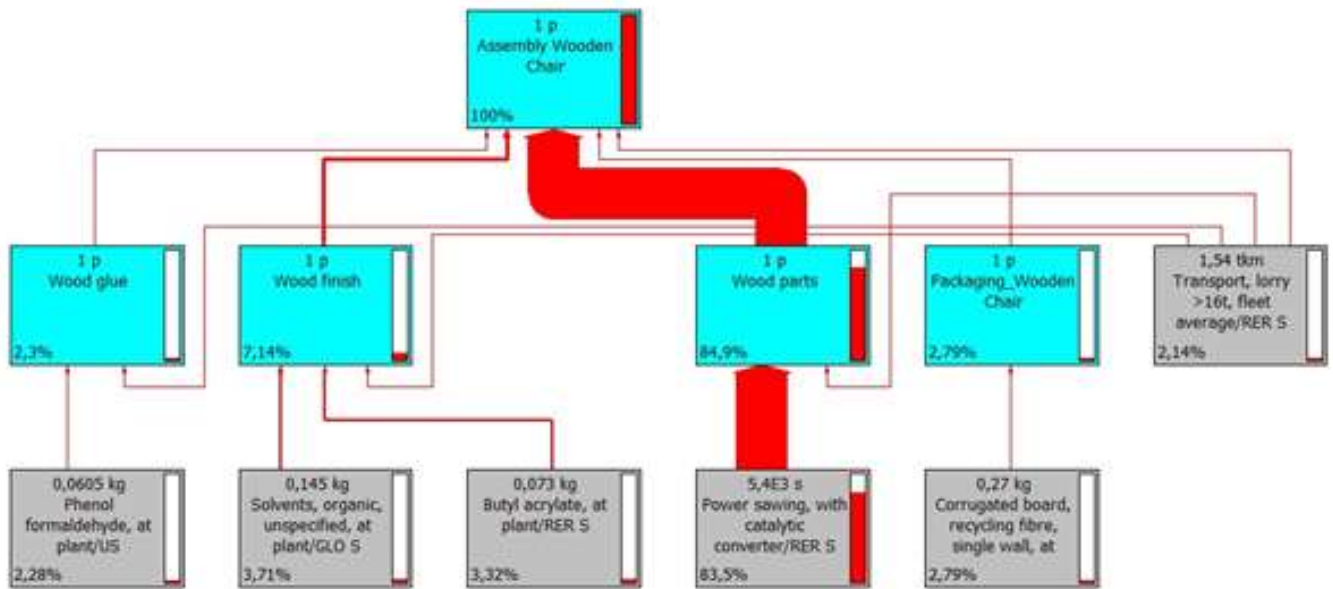 1 p
Assembly Wooden
Chair
100%
1 p
Wood glue
2,3%
1 p
Wood finish
7,14%
1 p
Wood parts
84,9%
1 p
Packaging_Wooden
Chair
2,79%
1,54 tkm
Transport, lorry
>16t, fleet
average/RER S
2,14%
0,0605 kg
Phenol
formaldehyde, at
plant/US
2,28%
0,145 kg
Solvents, organic,
unspecified, at
plant/GLO S
3,71%
0,073 kg
Butyl acrylate, at
plant/RER S
3,32%
5,4E3 s
Power sawing, with
catalytic
converter/RER S
83,5%
0,27 kg
Corrugated board,
recycling fibre,
single wall, at
2,79%